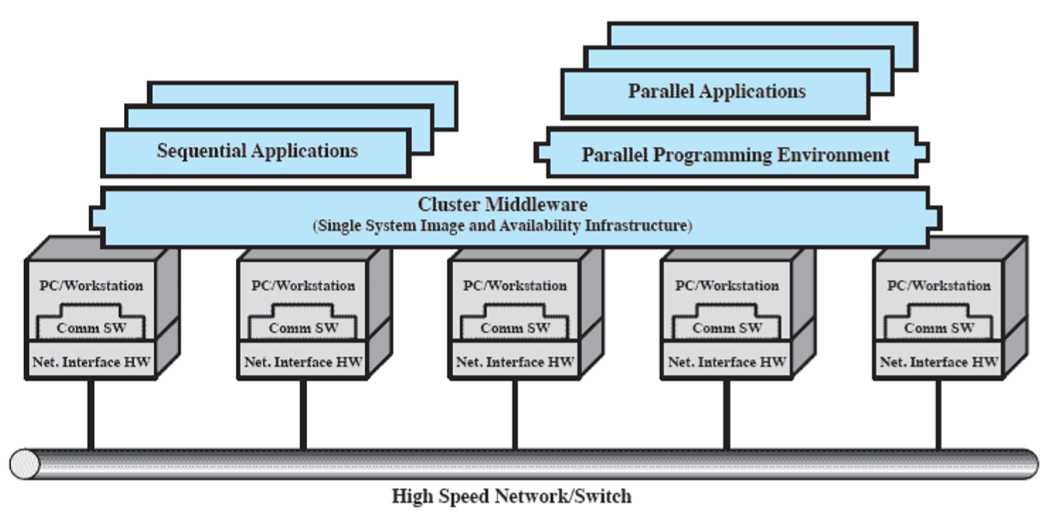 Parallel Applications
Sequential Applications
Parallel Programming Environment
Cluster Middleware
(Single System Image and Availability Infrastructure)
PC/Workstation
Comm SW
Net. Interface HW
PC/Workstation
Comm SW
Net. Interface HW
PC/Workstation
Comm SW
Net. Interface HW
PC/Workstation
Comm SW
Net. Interface HW
PC/Workstation
Comm SW
Net. Interface HW
High Speed Network/Switch